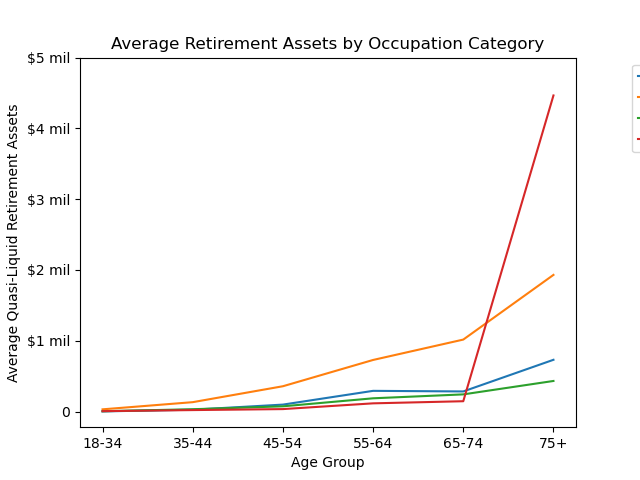 Average Retirement Assets by Occupation Category
$5 mil
$4 mil
$3 mil
$2 mil
$1 mil
0
Average Quasi-Liquid Retirement Assets
18-34 35-44 45-54 55-64 65-74 75+
Age Group